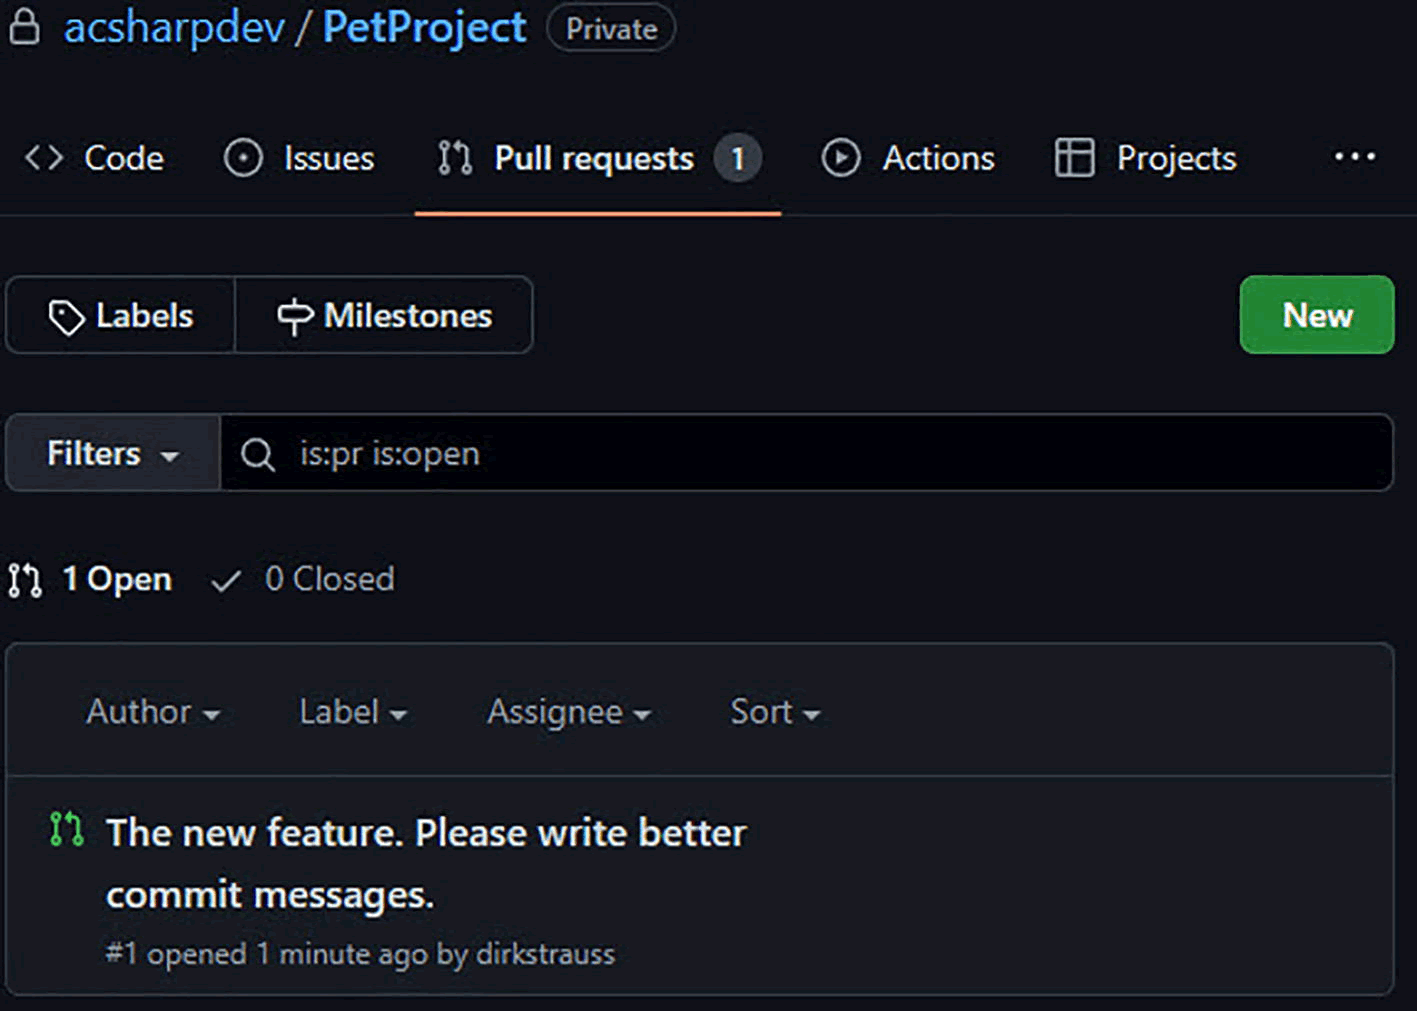 acsharpdev / PetProject Private
Code Issues Pull requests 1 Actions Projects ...
Labels Milestones New
Filters is:pr is:open
1 Open 0 Closed
Author Label Assignee Sort
The new feature. Please write better
commit messages.
#1 opened 1 minute ago by dirkstrauss